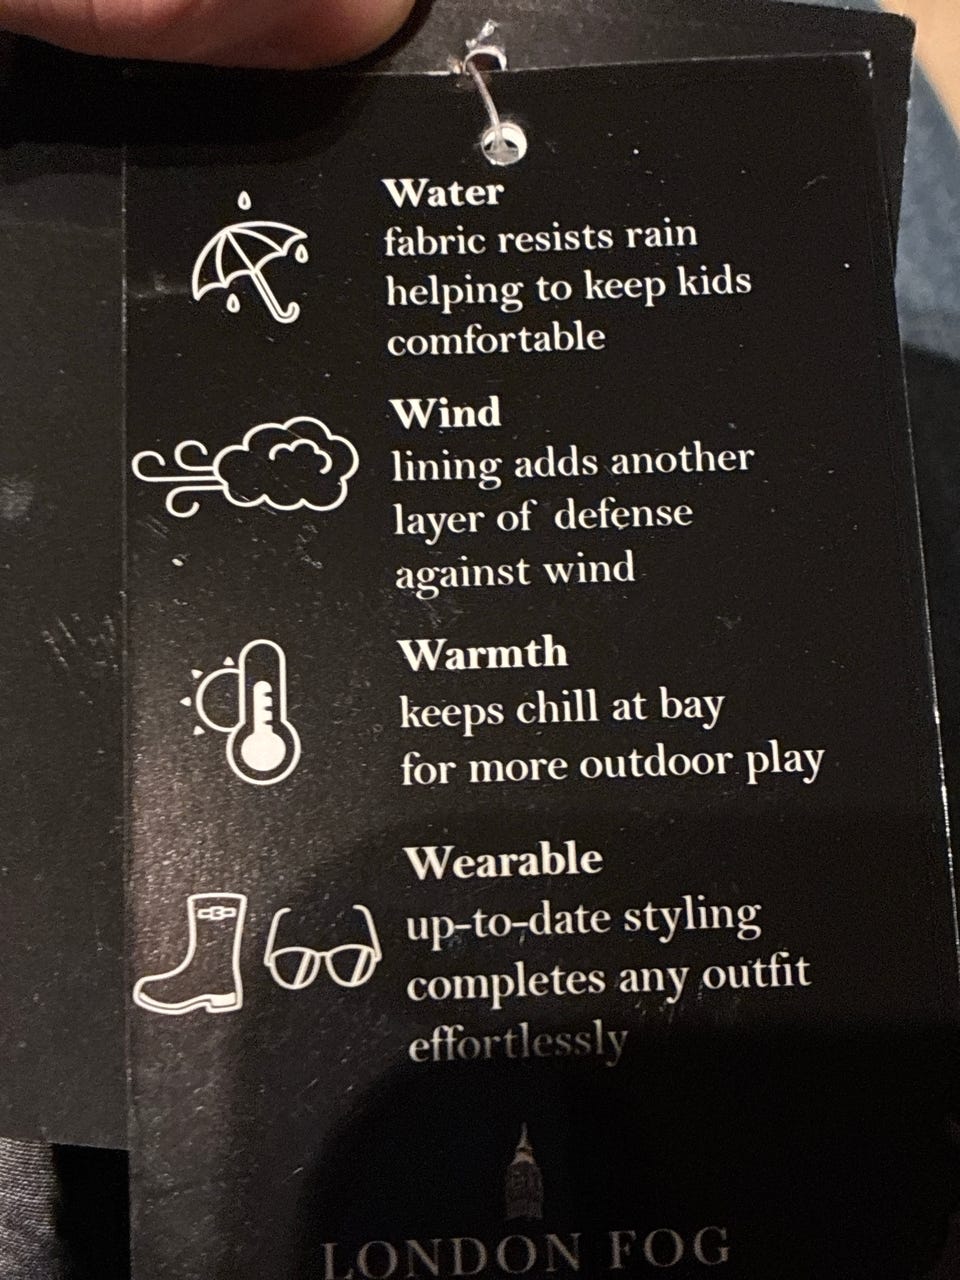 Water
fabric resists rain
helping to keep kids
comfortable
Wind
lining adds another
layer of defense
against wind
Warmth
keeps chill at bay
for more outdoor play
Wearable
up-to-date styling
completes any outfit
effortlessly
LONDON FOG